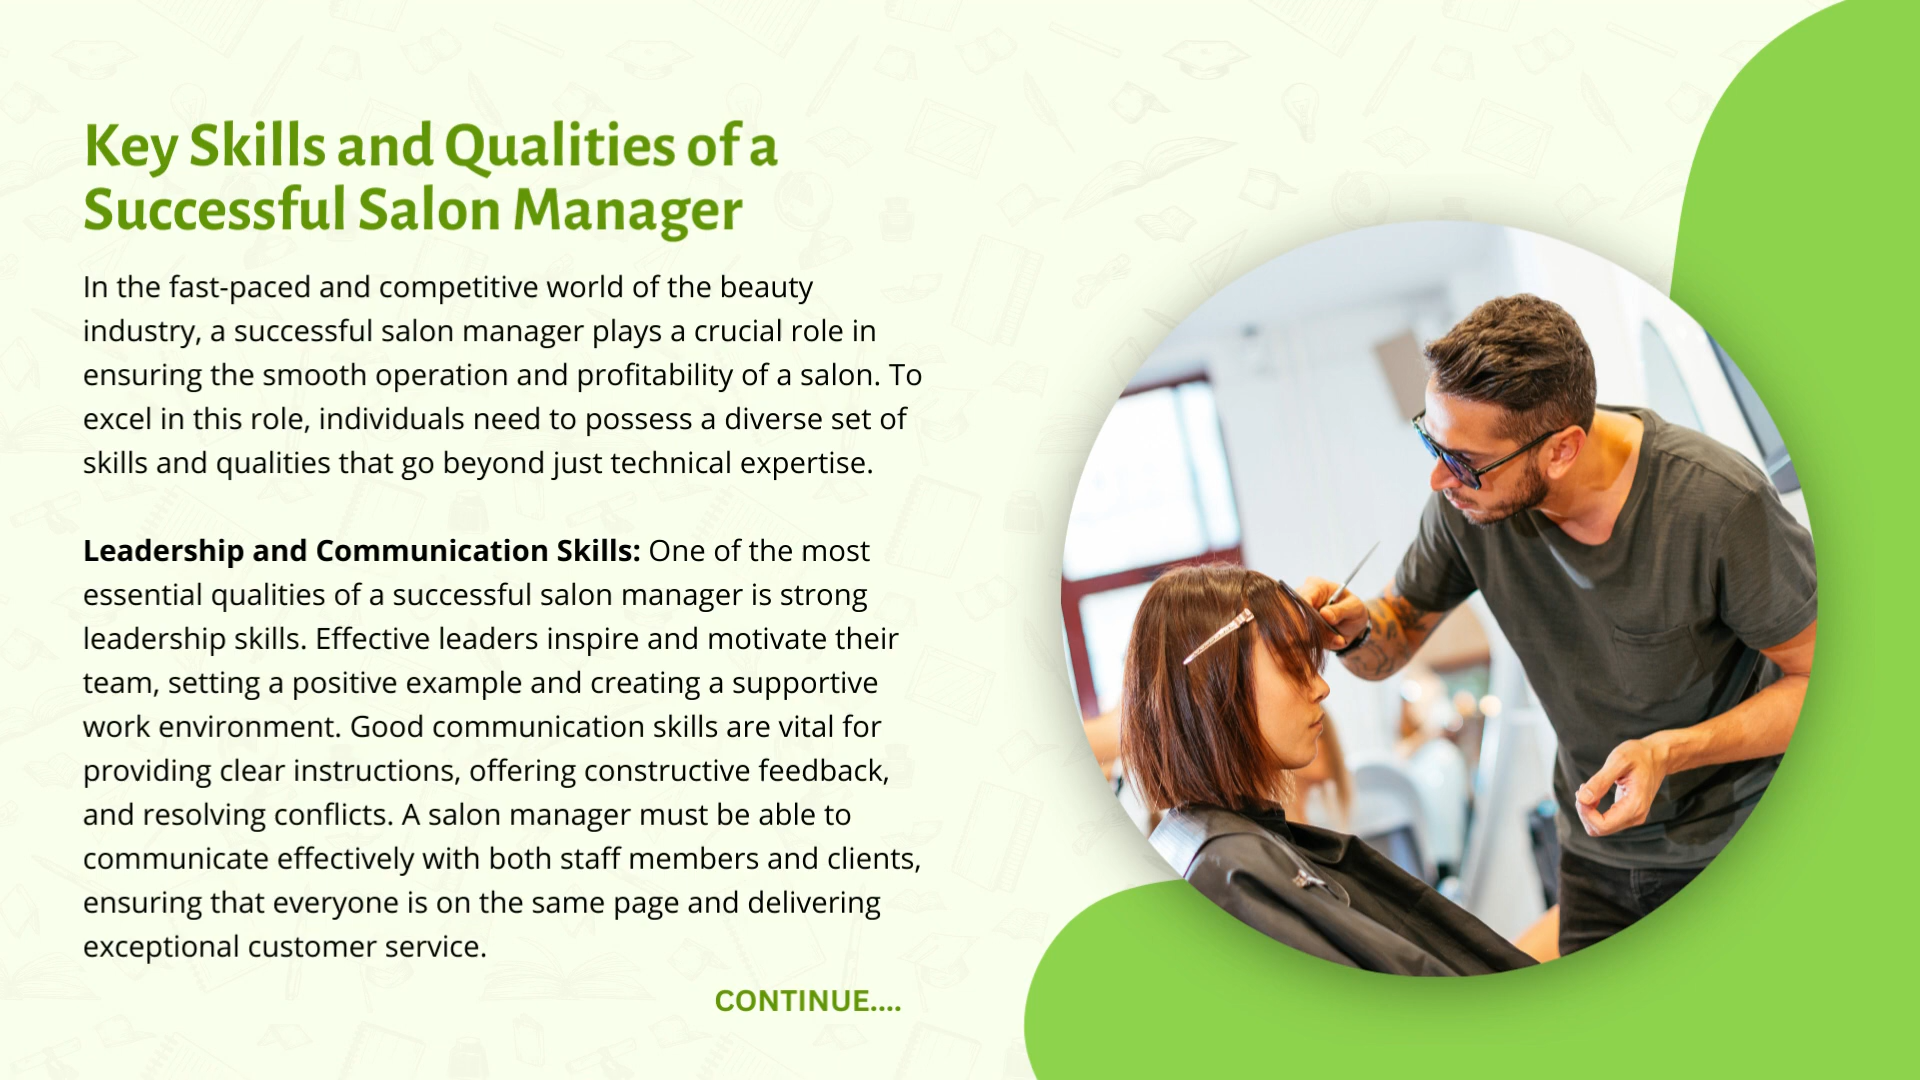 Key Skills and Qualities of a
Successful Salon Manager
In the fast-paced and competitive world of the beauty
industry, a successful salon manager plays a crucial role in
ensuring the smooth operation and profitability of a salon. To
excel in this role, individuals need to possess a diverse set of
skills and qualities that go beyond just technical expertise.
Leadership and Communication Skills: One of the most
essential qualities of a successful salon manager is strong
leadership skills. Effective leaders inspire and motivate their
team, setting a positive example and creating a supportive
work environment. Good communication skills are vital for
providing clear instructions, offering constructive feedback,
and resolving conflicts. A salon manager must be able to
communicate effectively with both staff members and clients,
ensuring that everyone is on the same page and delivering
exceptional customer service.
CONTINUE....